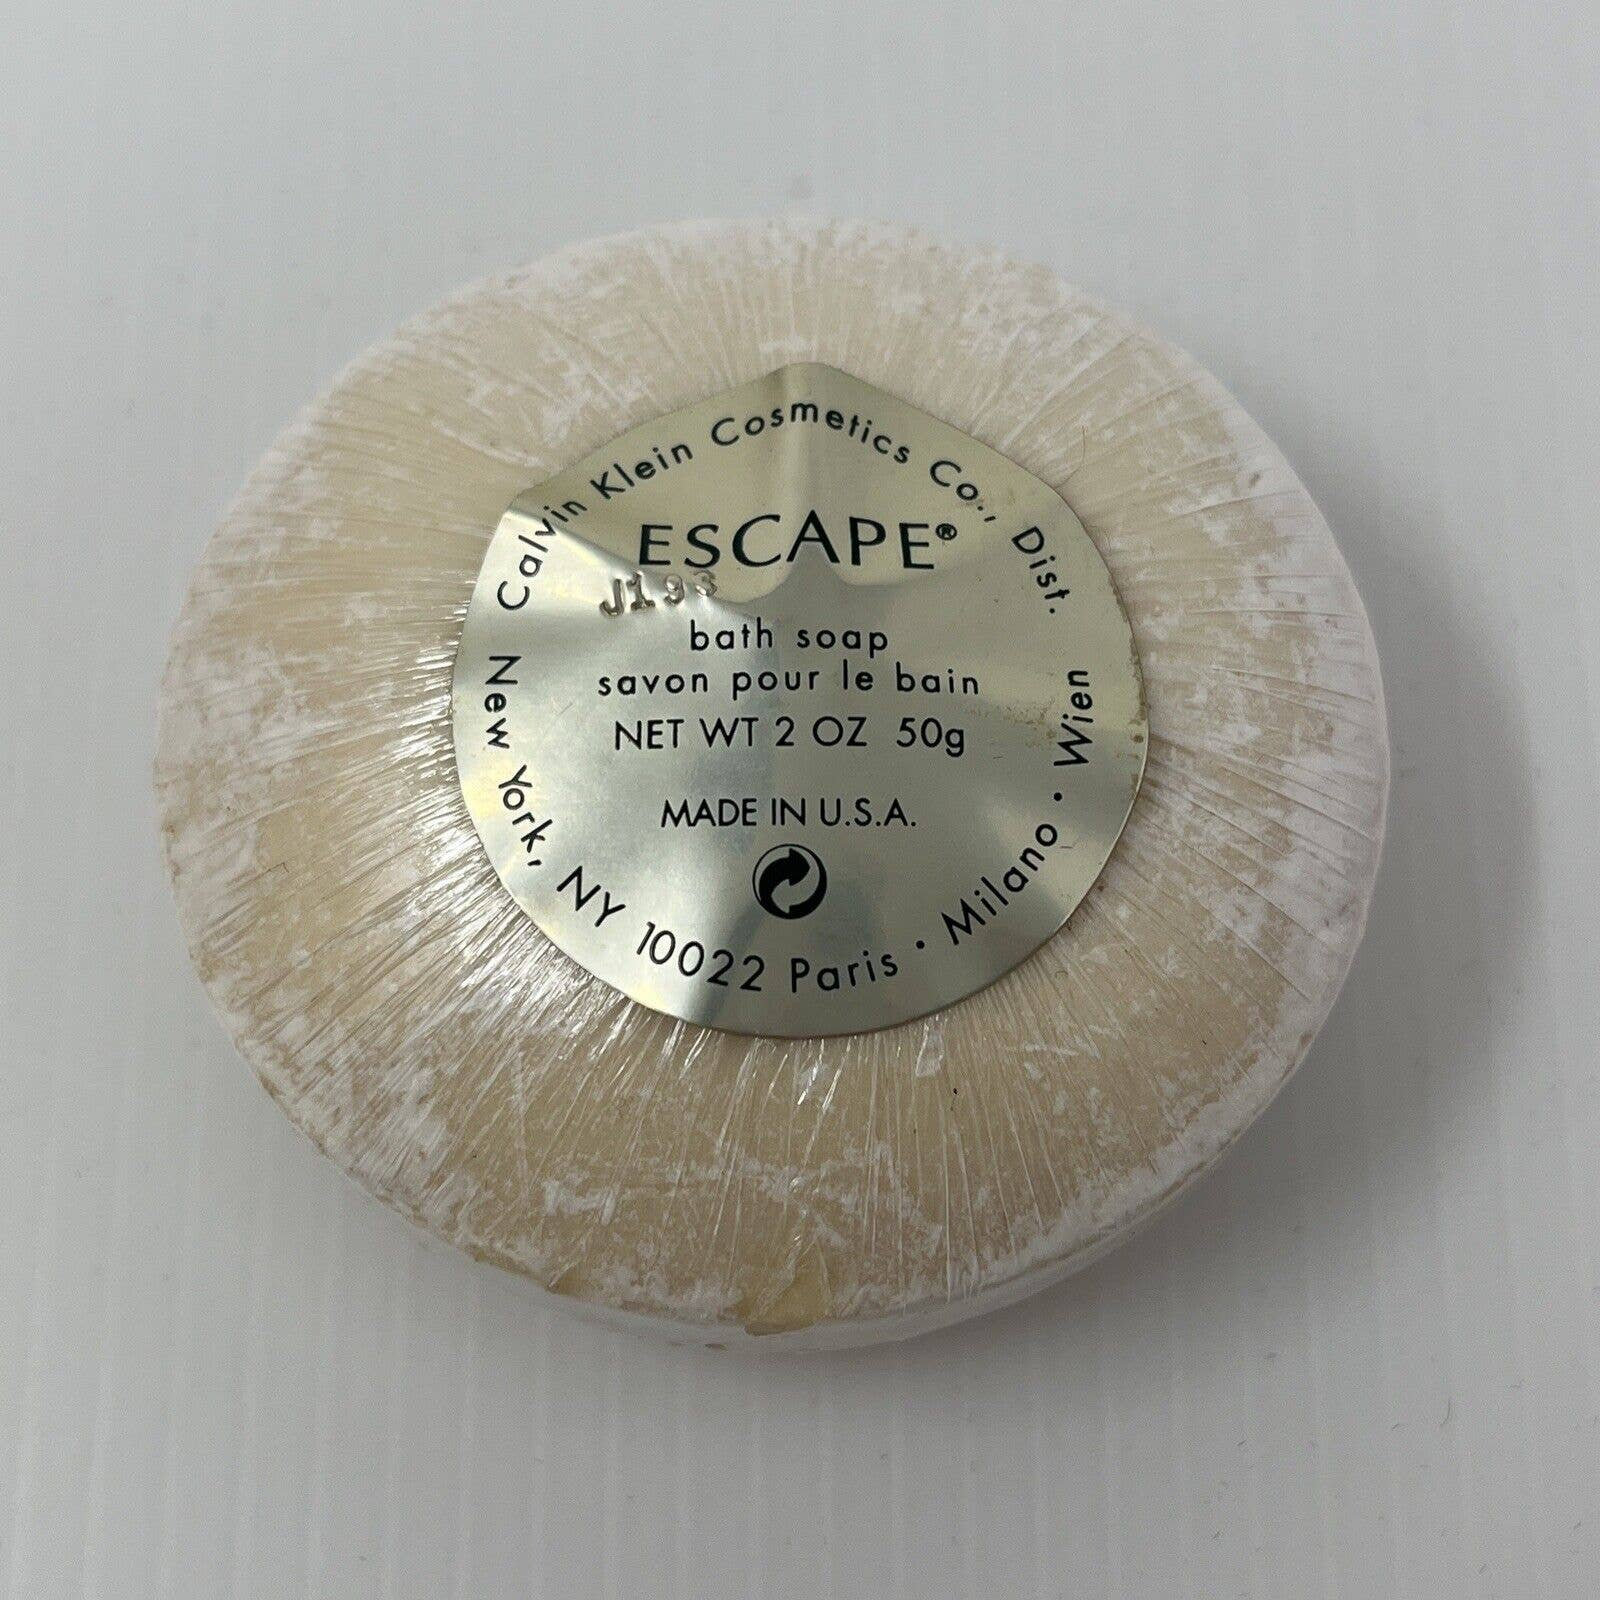 Calvin Klein Cosmetics Co., Dist.
ESCAPE®
J193
bath soap
savon pour le bain
NET WT 2 OZ 50g
MADE IN U.S.A.
New York, NY 10022 Paris • Milano • Wien